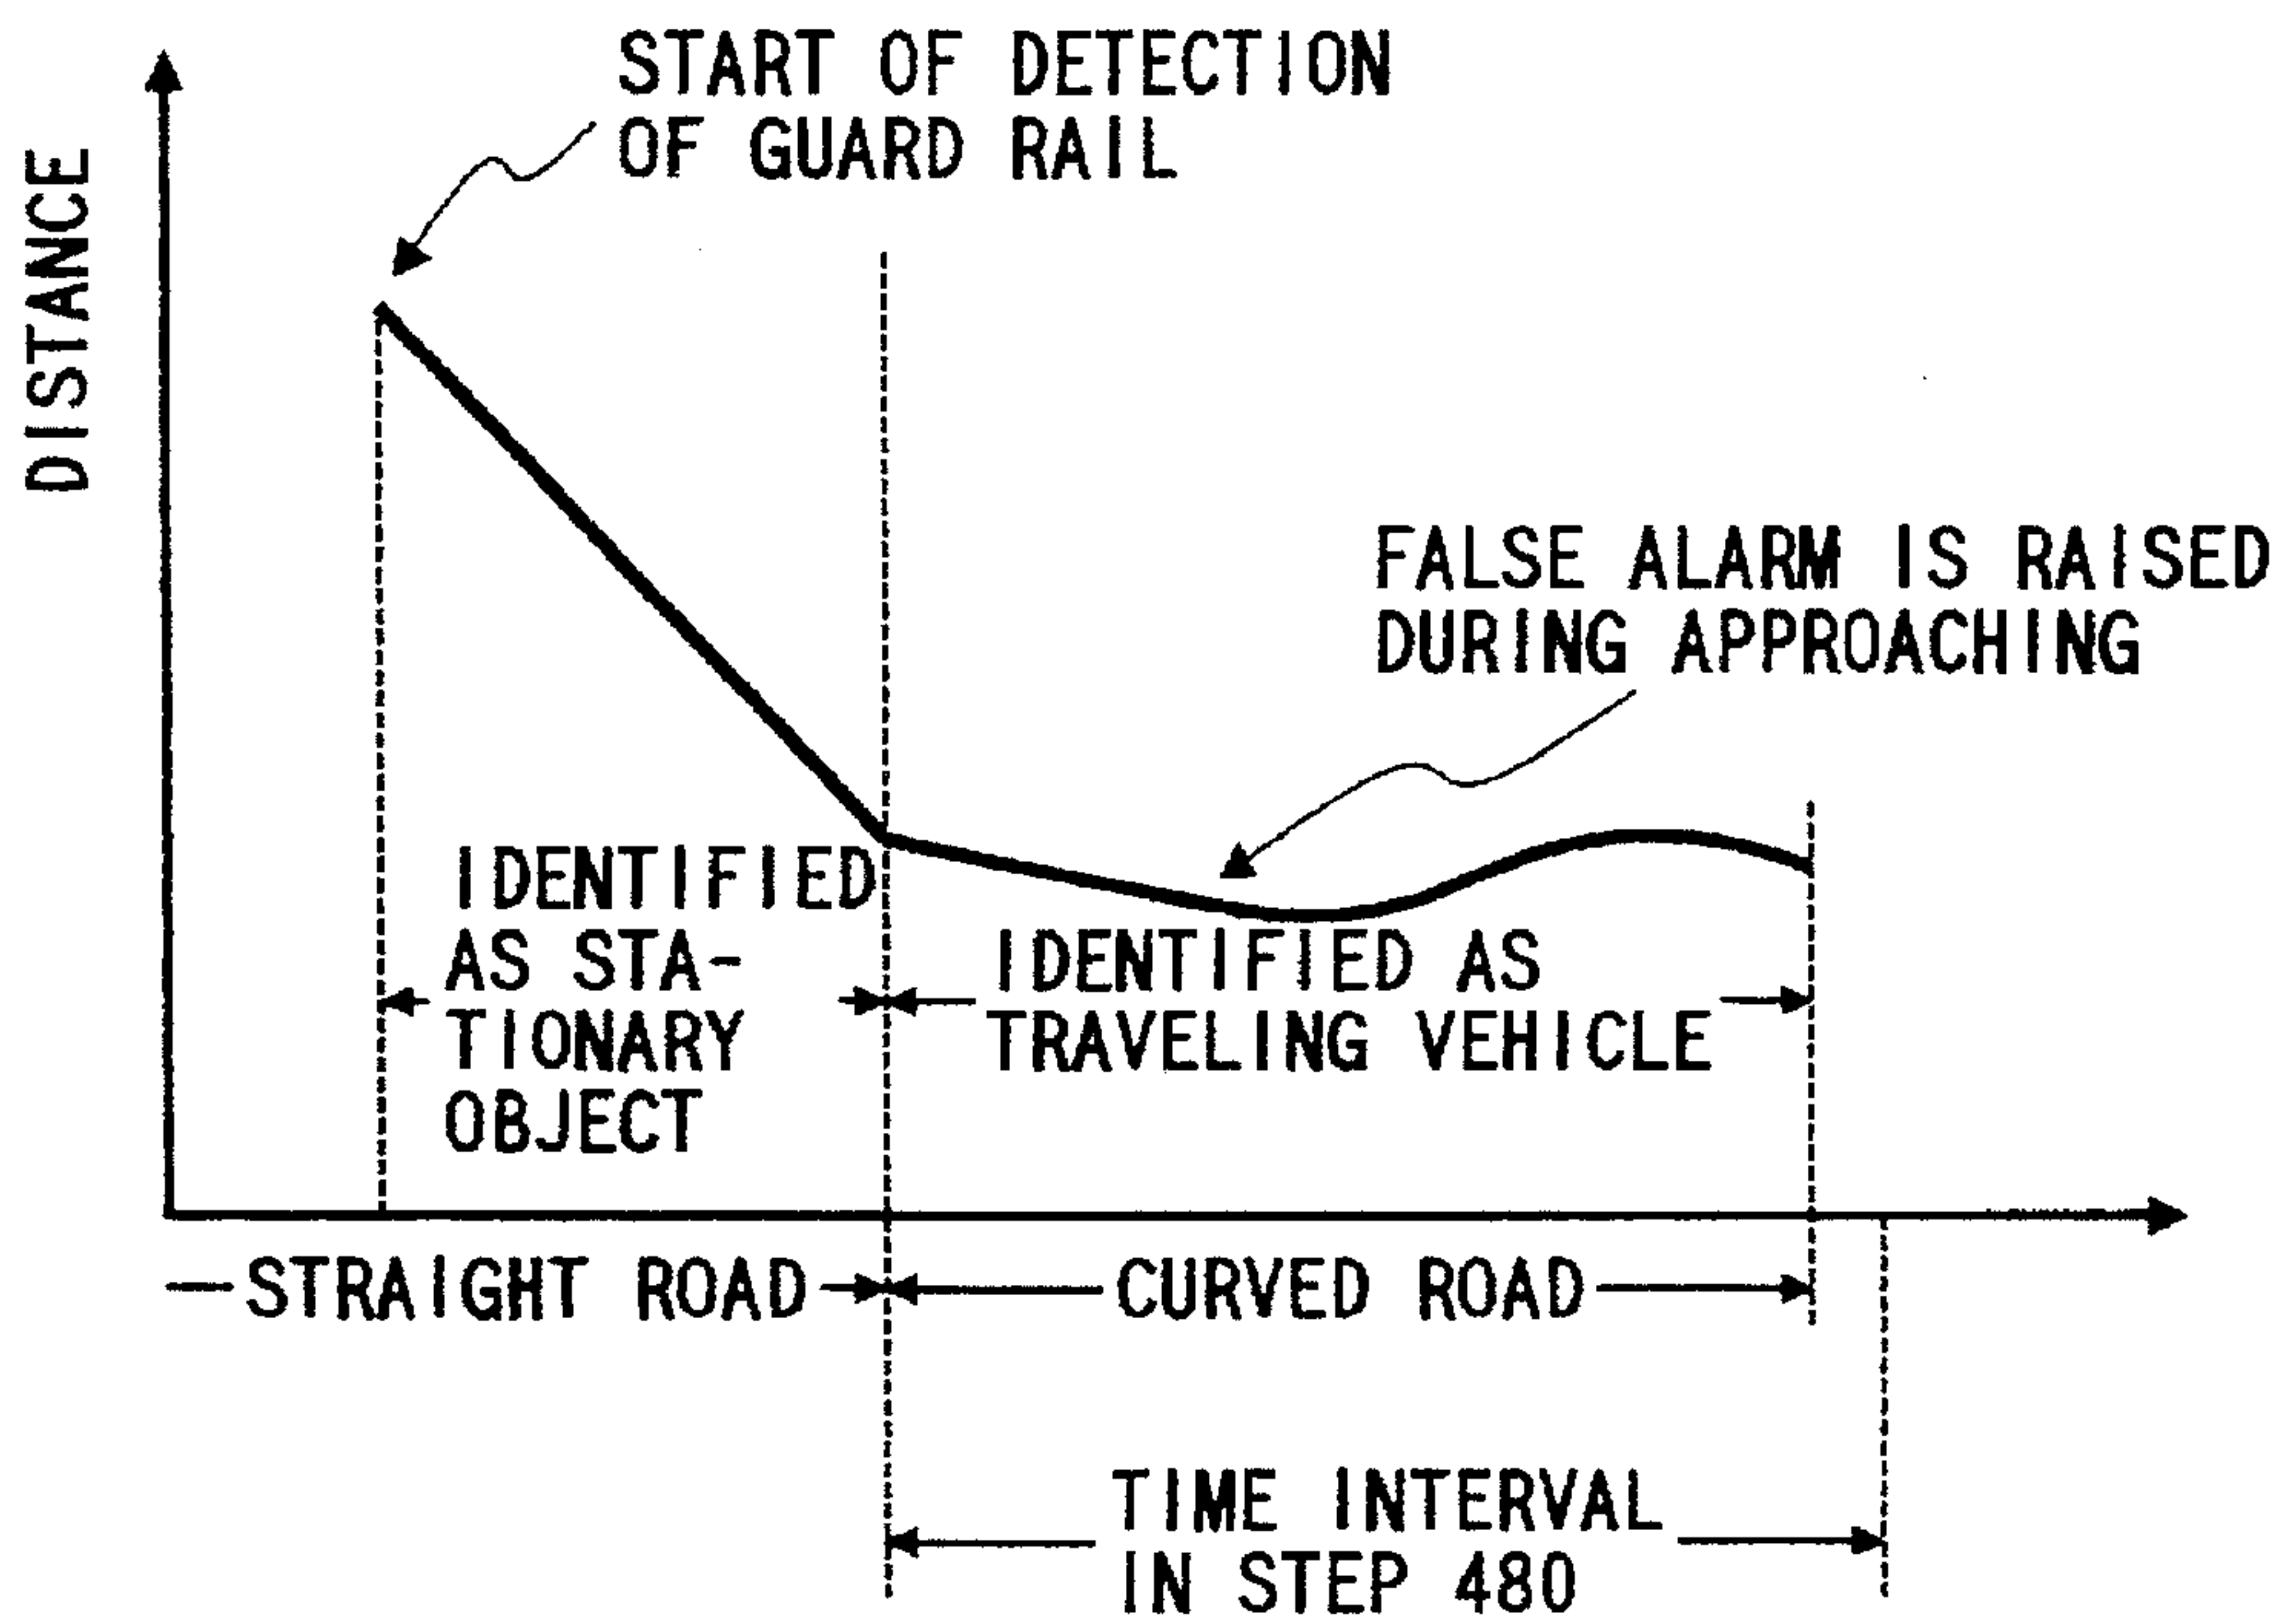 START OF DETECTION
OF GUARD RAIL
DISTANCE
FALSE ALARM IS RAISED
DURING APPROACHING
IDENTIFIED
AS STA-
TIONARY
OBJECT
IDENTIFIED AS
TRAVELING VEHICLE
STRAIGHT ROAD
CURVED ROAD
TIME INTERVAL
IN STEP 480